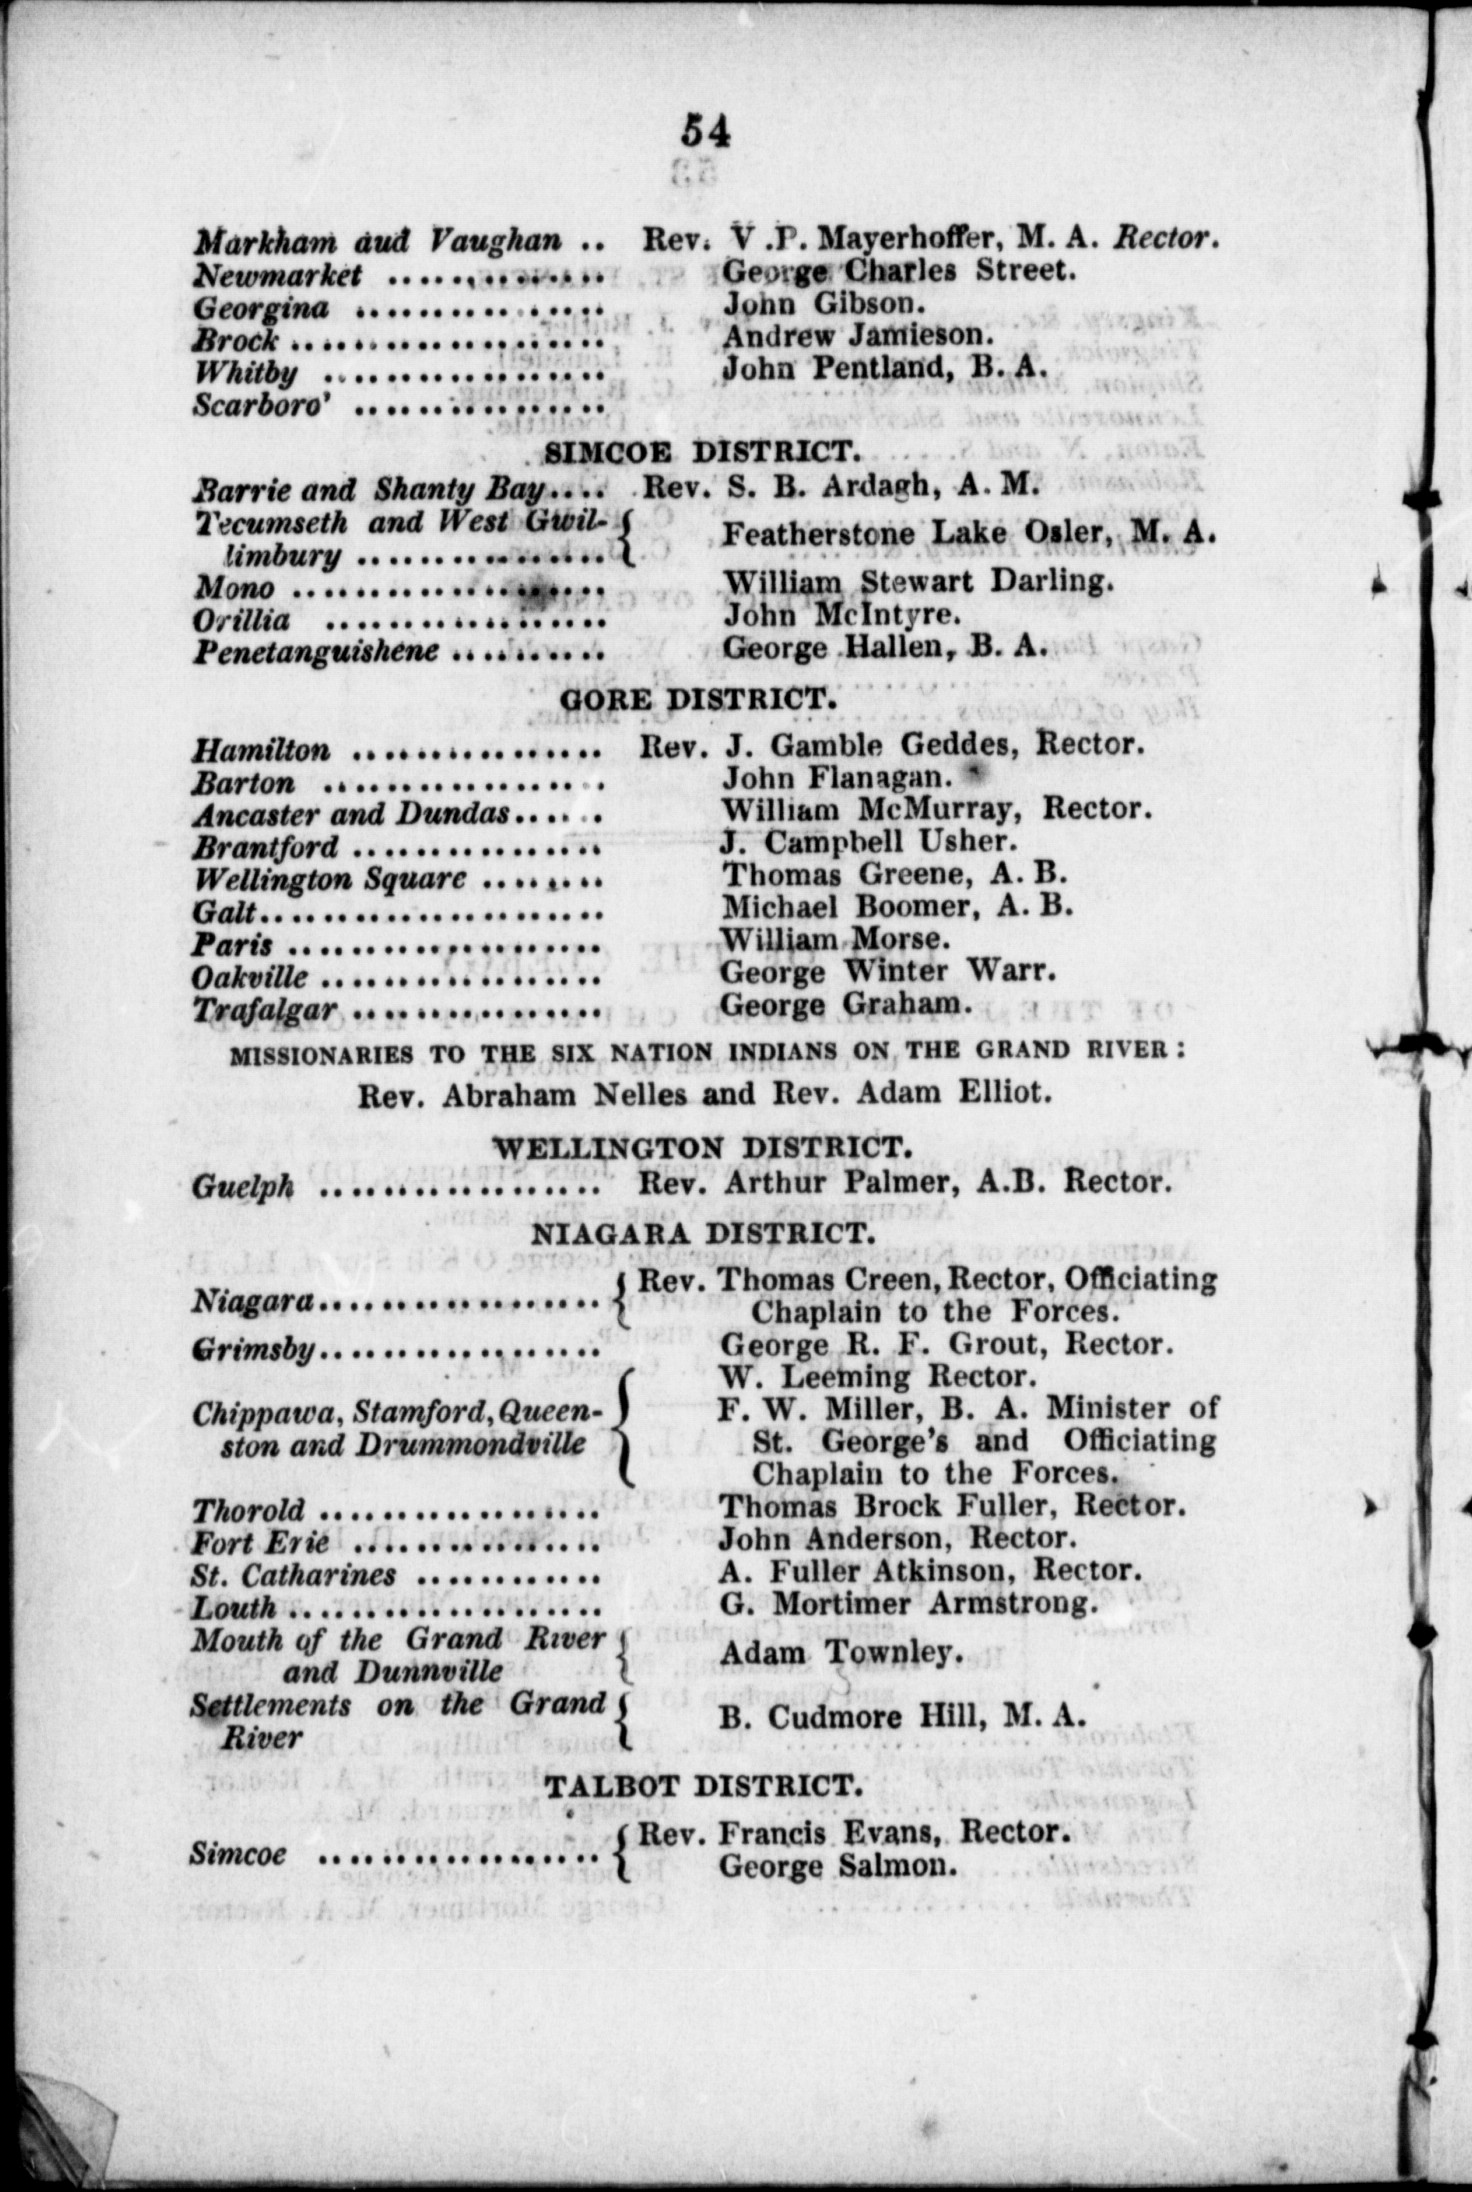 54
Markham aud Vaughan .. Rev. V .P. Mayerhoffer, M. A. Rector.
Newmarket .............. George Charles Street.
Georgina ................ John Gibson.
Brock .................... Andrew Jamieson.
Whitby .................. John Pentland, B. A.
Scarboro' ................
SIMCOE DISTRICT.
Barrie and Shanty Bay.... Rev. S. B. Ardagh, A. M.
Tecumseth and West Gwil-
limbury ................ Featherstone Lake Osler, M. A.
Mono .................... William Stewart Darling.
Orillia .................. John McIntyre.
Penetanguishene .......... George Hallen, B. A.
GORE DISTRICT.
Hamilton ................ Rev. J. Gamble Geddes, Rector.
Barton .................. John Flanagan.
Ancaster and Dundas...... William McMurray, Rector.
Brantford ................ J. Campbell Usher.
Wellington Square ........ Thomas Greene, A. B.
Galt...................... Michael Boomer, A. B.
Paris .................... William Morse.
Oakville .................. George Winter Warr.
Trafalgar ................ George Graham.
MISSIONARIES TO THE SIX NATION INDIANS ON THE GRAND RIVER :
Rev. Abraham Nelles and Rev. Adam Elliot.
WELLINGTON DISTRICT.
Guelph .................. Rev. Arthur Palmer, A.B. Rector.
NIAGARA DISTRICT.
Niagara.................. Rev. Thomas Creen, Rector, Officiating
Chaplain to the Forces.
Grimsby.................. George R. F. Grout, Rector.
W. Leeming Rector.
Chippawa, Stamford, Queen- F. W. Miller, B. A. Minister of
ston and Drummondville St. George's and Officiating
Chaplain to the Forces.
Thorold .................. Thomas Brock Fuller, Rector.
Fort Erie ................ John Anderson, Rector.
St. Catharines ............ A. Fuller Atkinson, Rector.
Louth .................... G. Mortimer Armstrong.
Mouth of the Grand River
and Dunnville Adam Townley.
Settlements on the Grand
River B. Cudmore Hill, M. A.
TALBOT DISTRICT.
Simcoe .................. Rev. Francis Evans, Rector.
George Salmon.